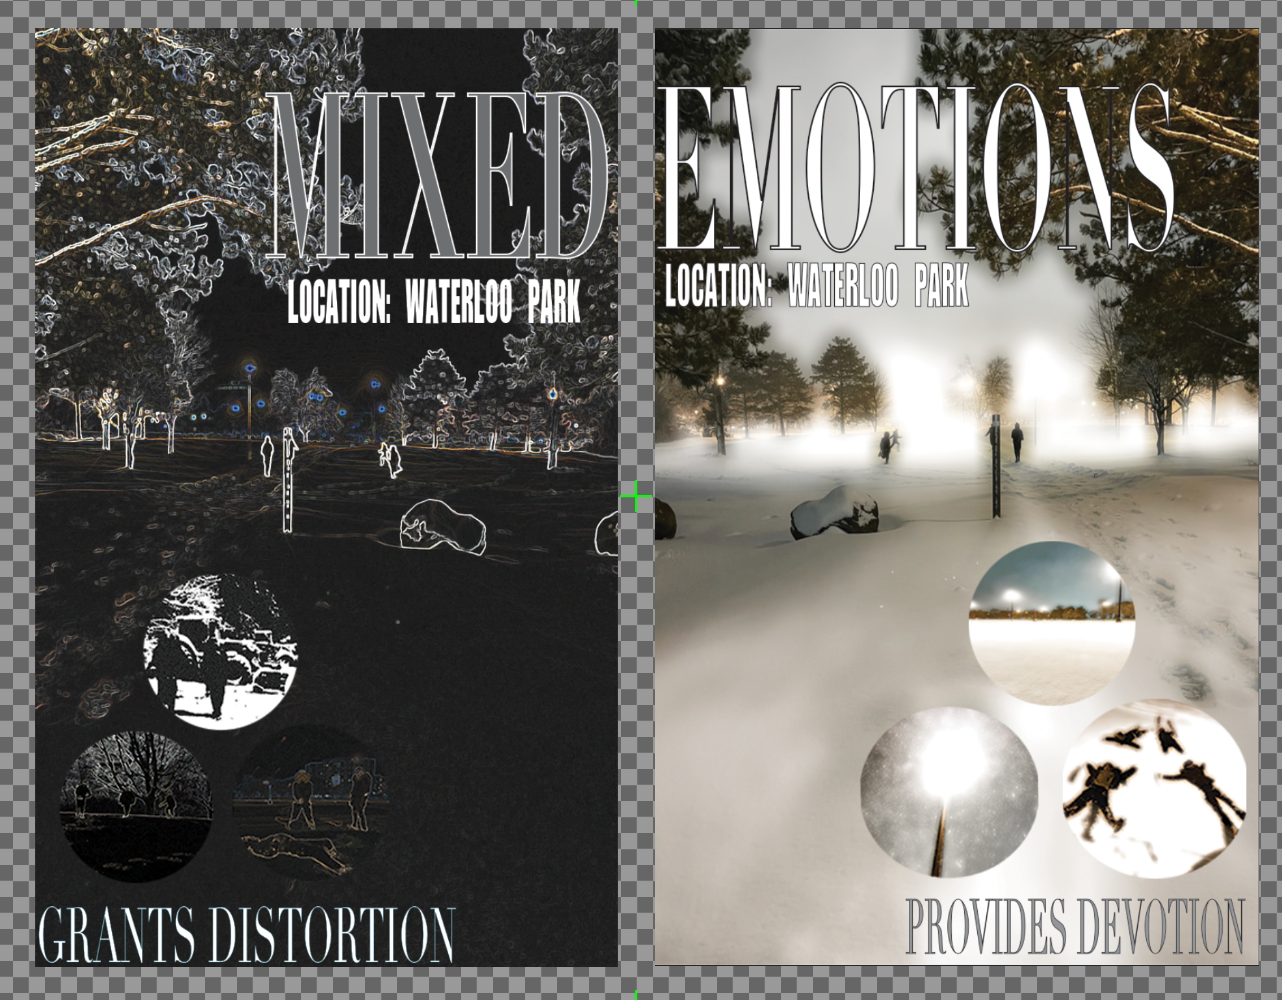 MIXED
LOCATION: WATERLOO PARK
GRANTS DISTORTION
EMOTIONS
LOCATION: WATERLOO PARK
PROVIDES DEVOTION